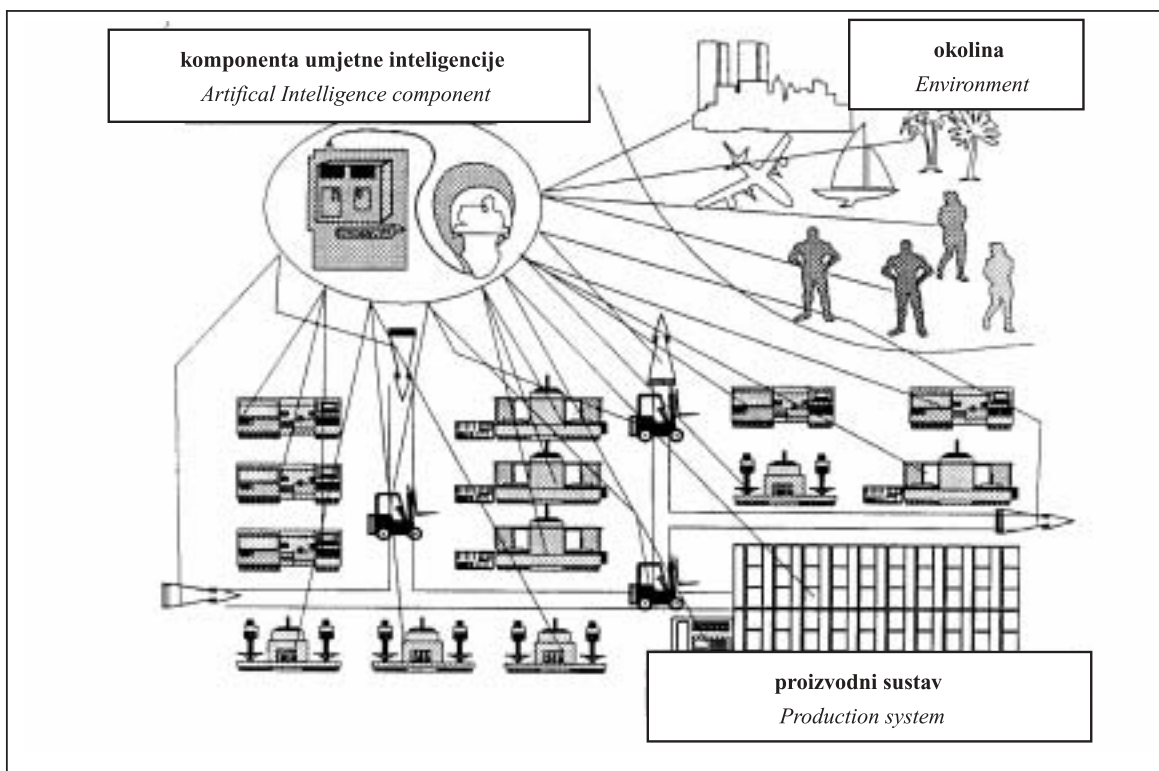 komponenta umjetne inteligencije
Artifical Intelligence component
okolina
Environment
proizvodni sustav
Production system